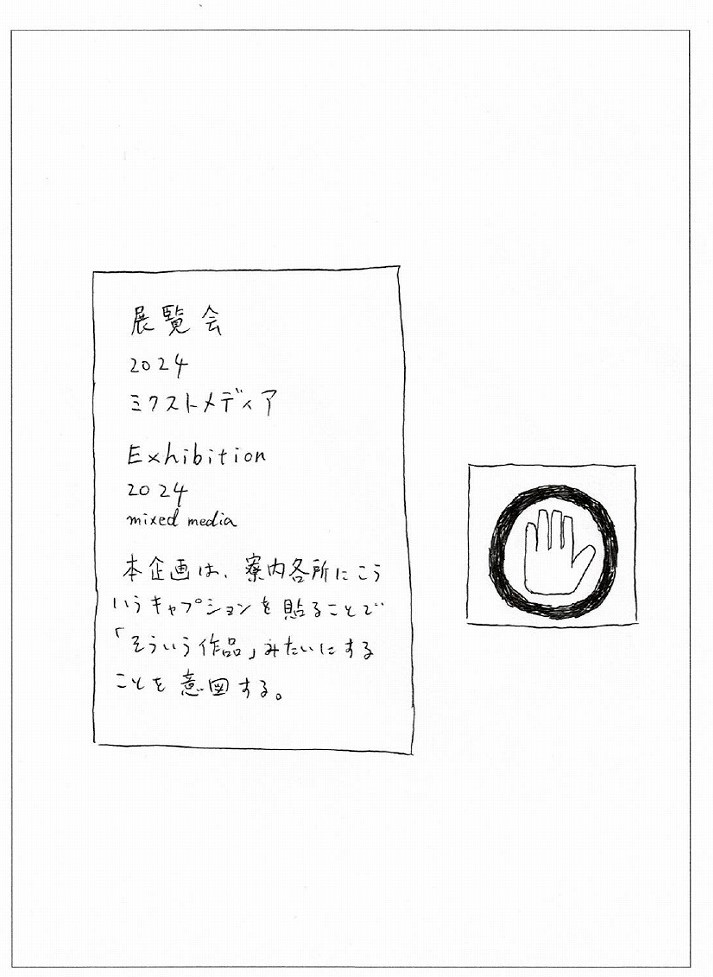 展覧会
2024
ミクストメディア
Exhibition
2024
mixed media
本企画は、寮内各所にこう
いうキャプションを貼ることで
「そういう作品」みたいにする
ことを意図する。